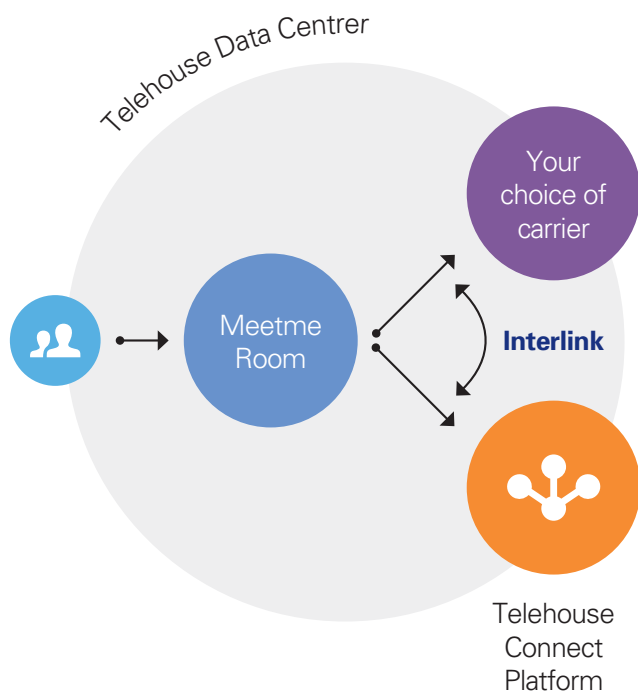 Telehouse Data Centrer
Your
choice of
carrier
Meetme
Room
Interlink
Telehouse
Connect
Platform